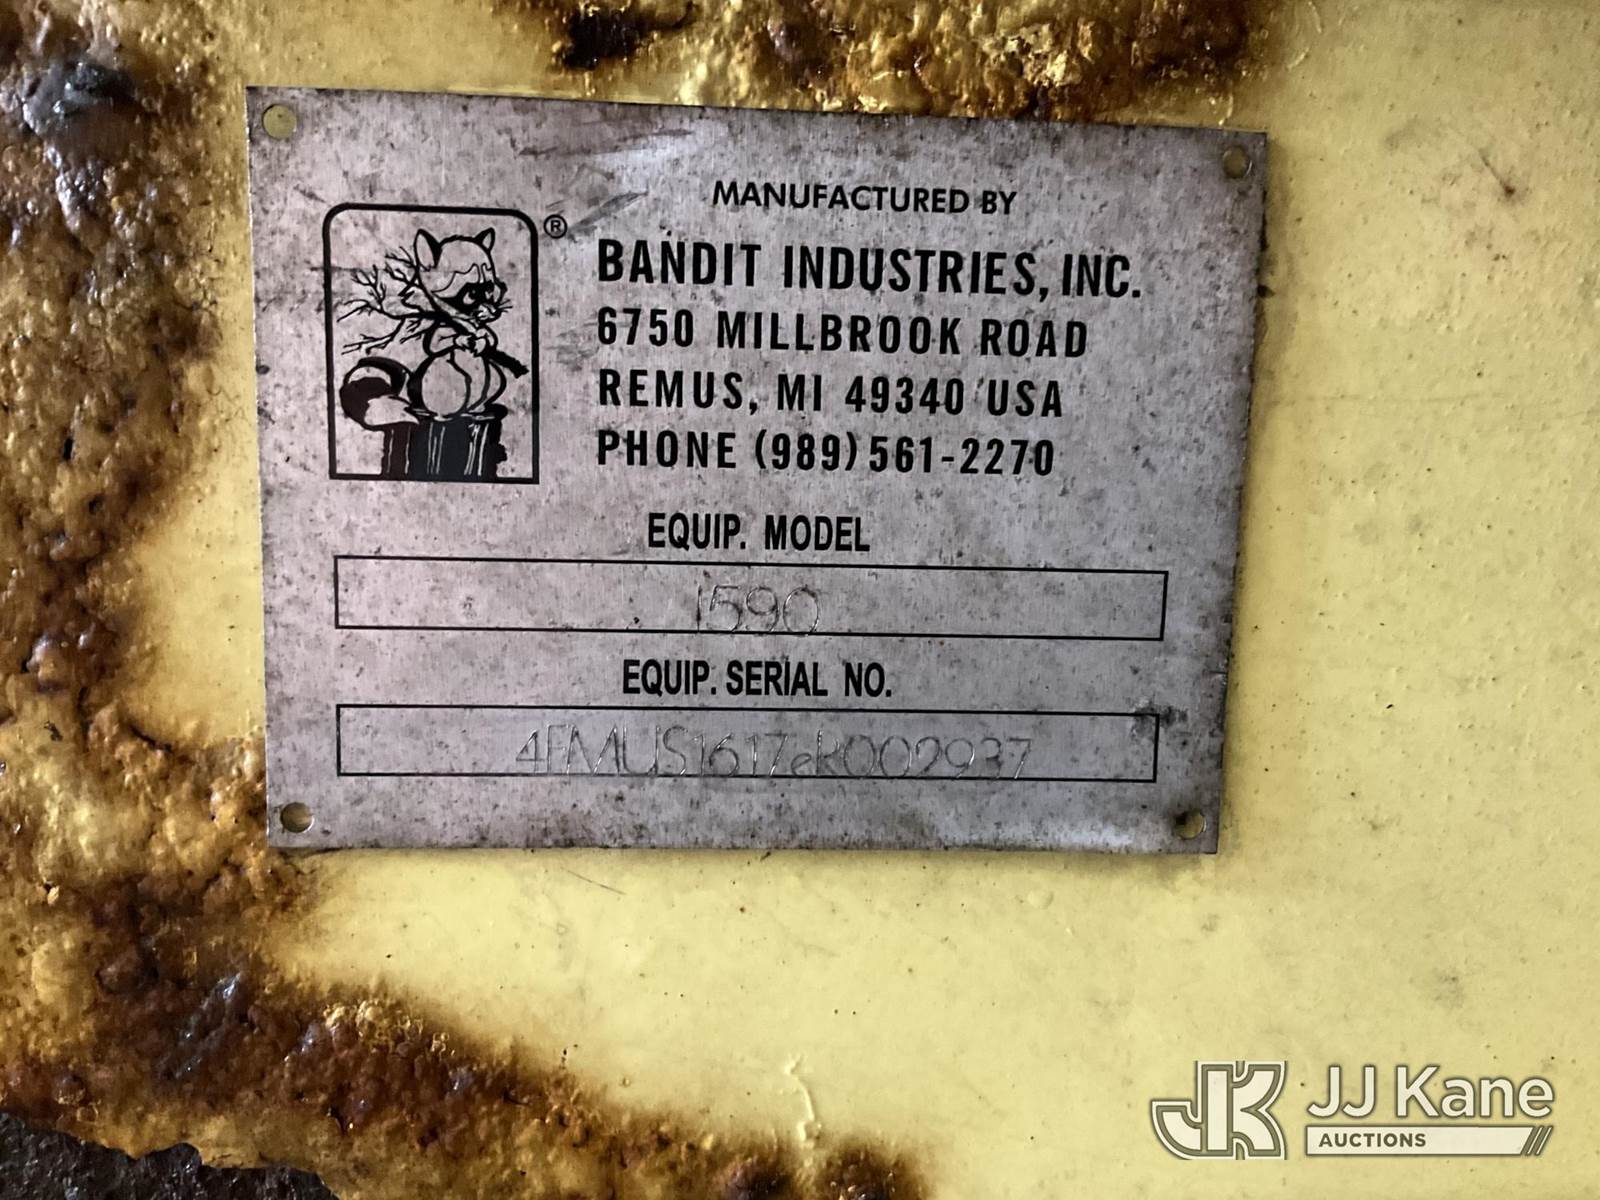 MANUFACTURED BY
®
BANDIT INDUSTRIES, INC.
6750 MILLBROOK ROAD
REMUS, MI 49340 USA
PHONE (989) 561-2270
EQUIP. MODEL
1590
EQUIP. SERIAL NO.
4FMUS1617eR002937
JK JJ Kane
AUCTIONS